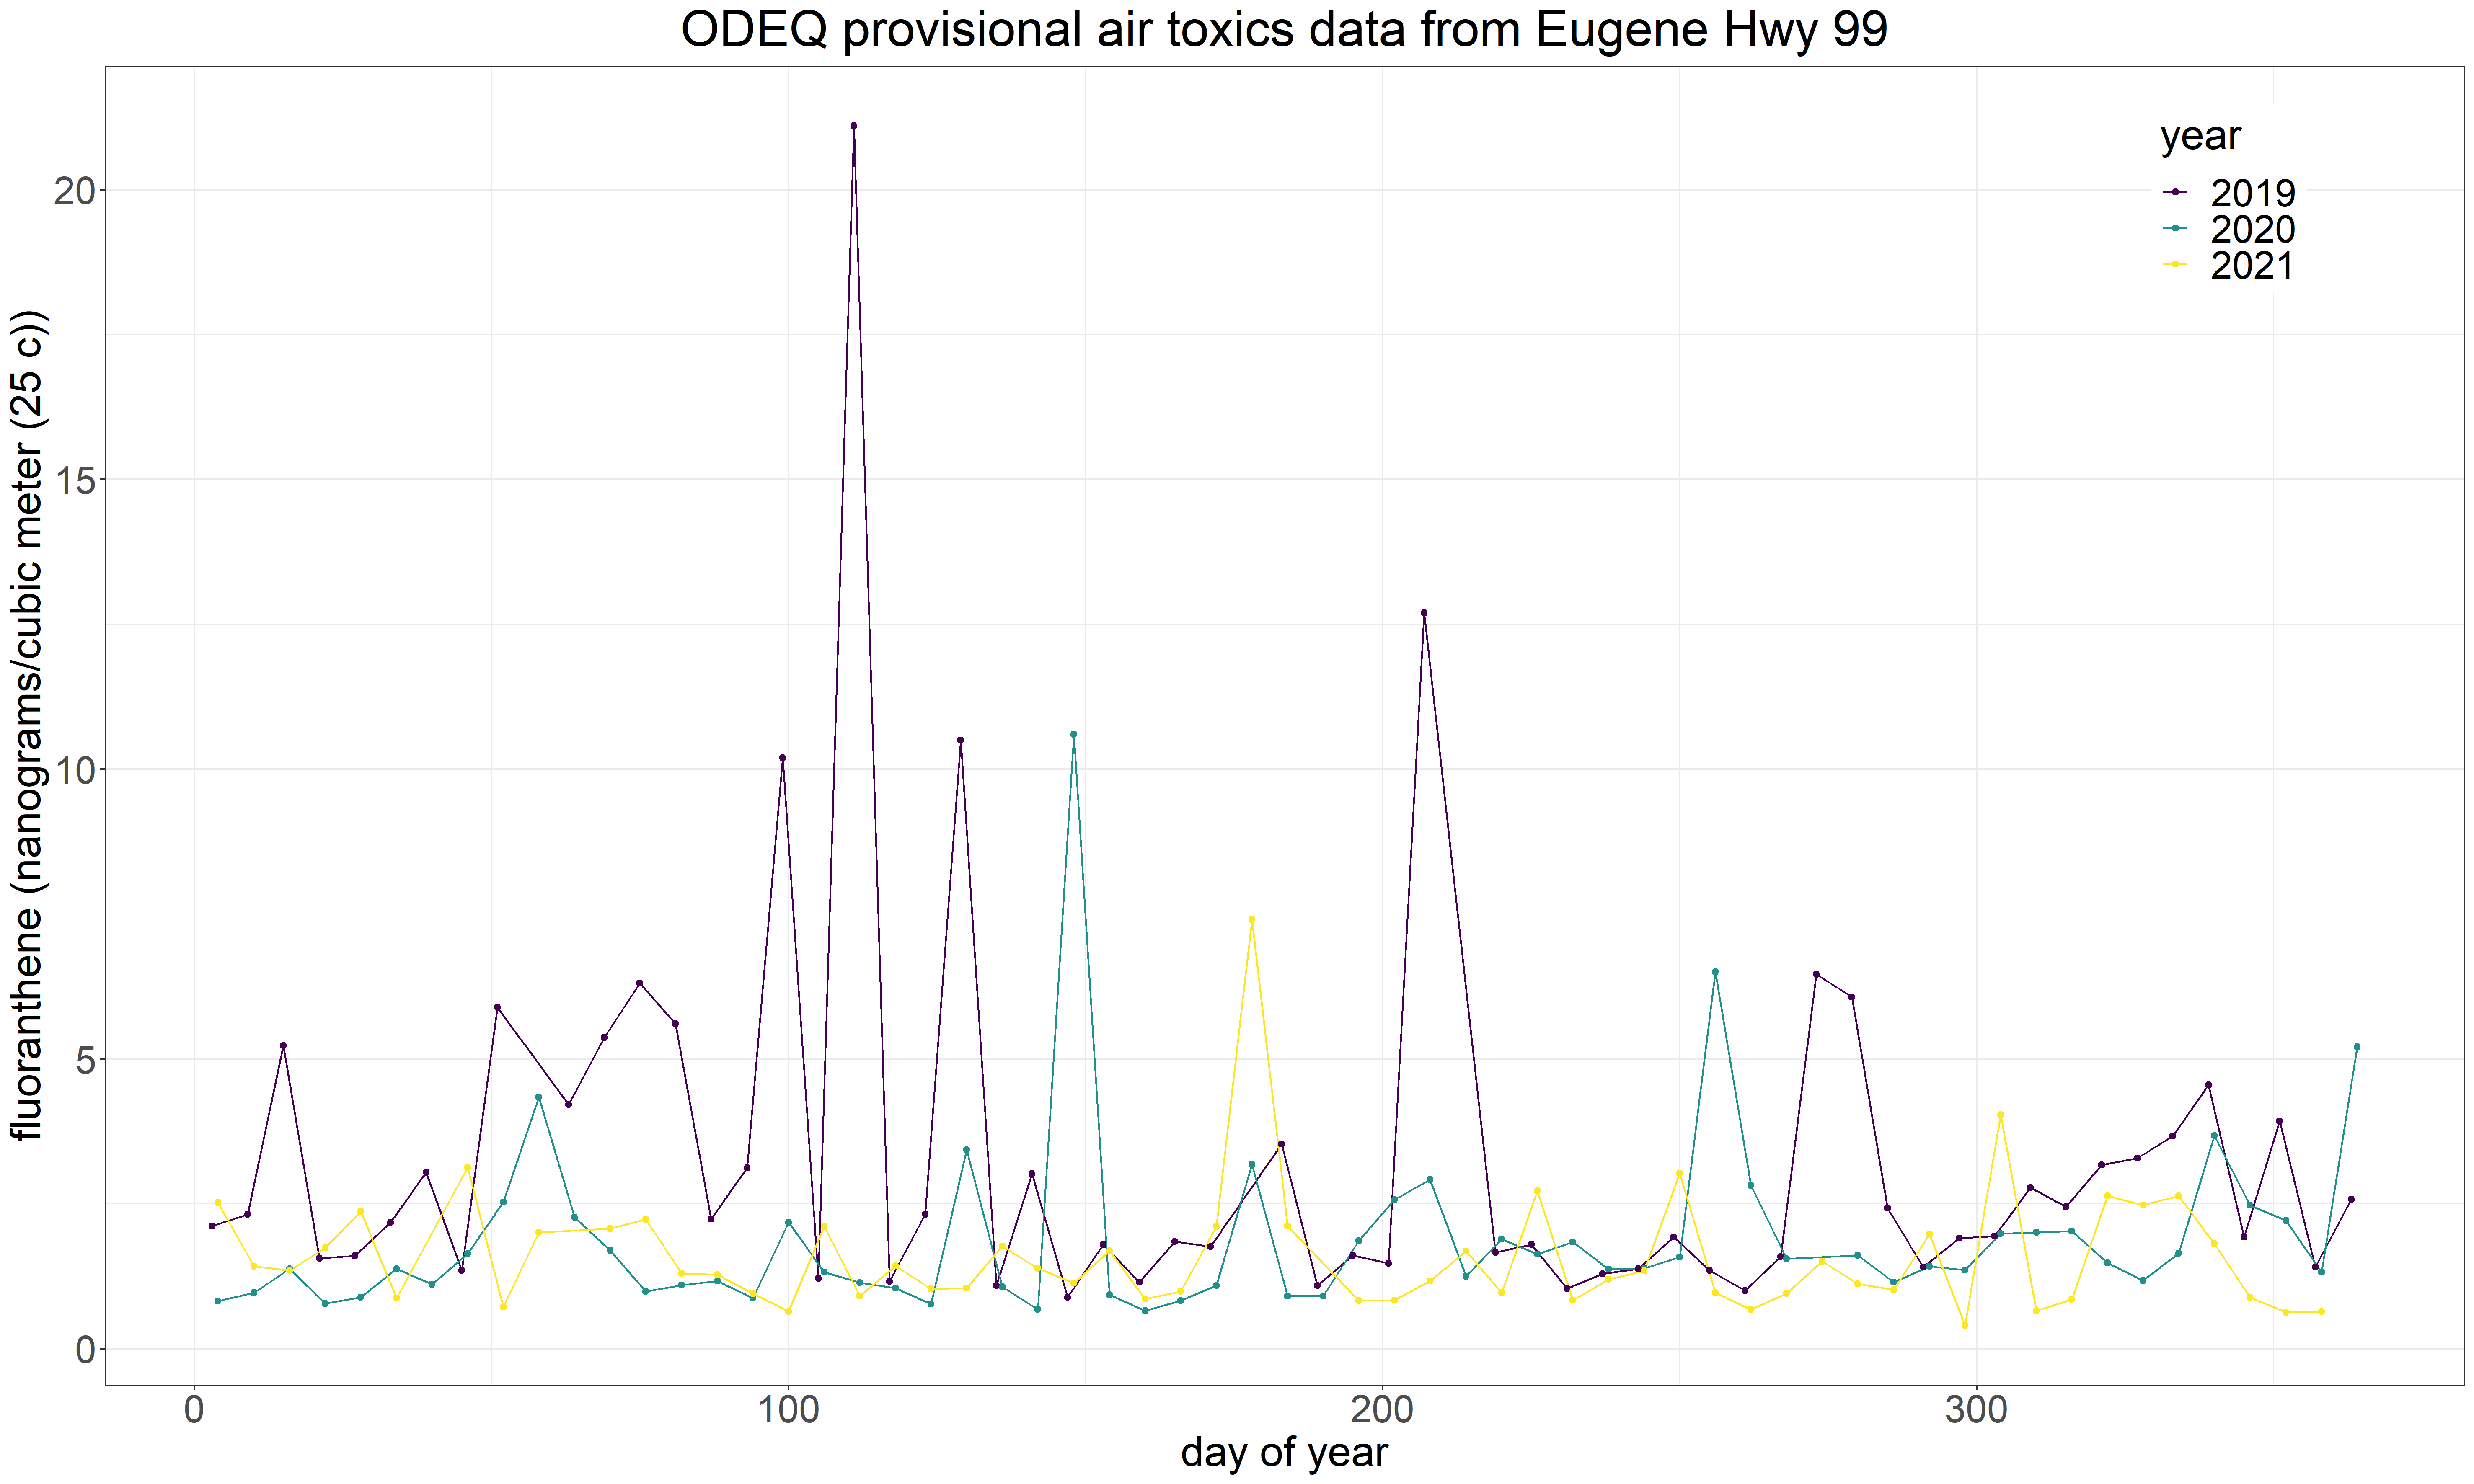 ODEQ provisional air toxics data from Eugene Hwy 99
fluoranthene (nanograms/cubic meter (25 c))
20
15
10
5
0
year
2019
2020
2021
0 100 200 300
day of year